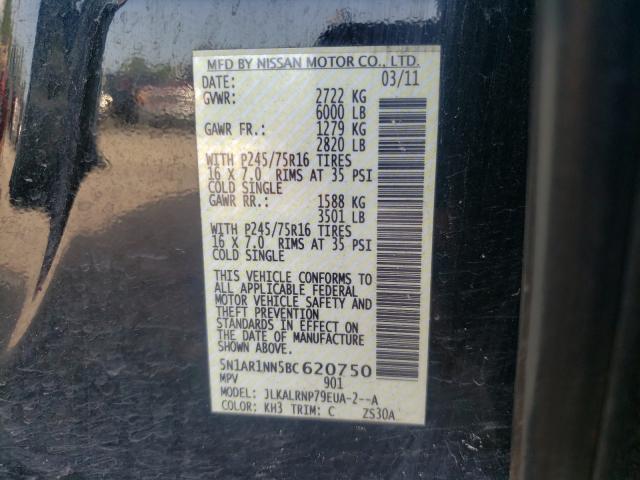 MFD BY NISSAN MOTOR CO., LTD.
DATE: 03/11
GVWR: 2722 KG
6000 LB
GAWR FR.: 1279 KG
2820 LB
WITH P245/75R16 TIRES
16 X 7.0 RIMS AT 35 PSI
COLD SINGLE
GAWR RR.: 1588 KG
3501 LB
WITH P245/75R16 TIRES
16 X 7.0 RIMS AT 35 PSI
COLD SINGLE
THIS VEHICLE CONFORMS TO
ALL APPLICABLE FEDERAL
MOTOR VEHICLE SAFETY AND
THEFT PREVENTION
STANDARDS IN EFFECT ON
THE DATE OF MANUFACTURE
SHOWN ABOVE.
5N1AR1NN5BC620750
MPV 901
MODEL: JLKALRNP79EUA-2--A
COLOR: KH3 TRIM: C ZS30A